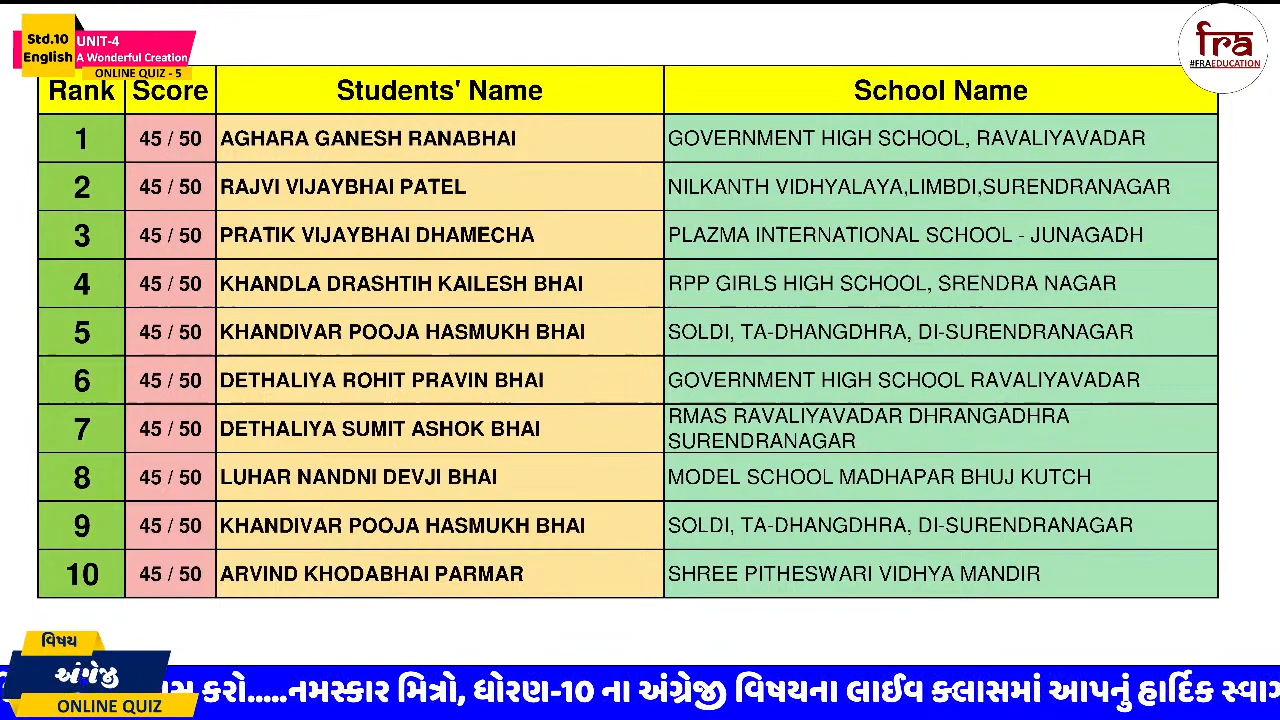 Std.10
English
UNIT-4
A Wonderful Creation
ONLINE QUIZ - 5
fra
#FRAEDUCATION
Rank Score Students' Name School Name
1 45 / 50 AGHARA GANESH RANABHAI GOVERNMENT HIGH SCHOOL, RAVALIYAVADAR
2 45 / 50 RAJVI VIJAYBHAI PATEL NILKANTH VIDHYALAYA,LIMBDI,SURENDRANAGAR
3 45 / 50 PRATIK VIJAYBHAI DHAMECHA PLAZMA INTERNATIONAL SCHOOL - JUNAGADH
4 45 / 50 KHANDLA DRASHTIH KAILESH BHAI RPP GIRLS HIGH SCHOOL, SRENDRA NAGAR
5 45 / 50 KHANDIVAR POOJA HASMUKH BHAI SOLDI, TA-DHANGDHRA, DI-SURENDRANAGAR
6 45 / 50 DETHALIYA ROHIT PRAVIN BHAI GOVERNMENT HIGH SCHOOL RAVALIYAVADAR
7 45 / 50 DETHALIYA SUMIT ASHOK BHAI RMAS RAVALIYAVADAR DHRANGADHRA
SURENDRANAGAR
8 45 / 50 LUHAR NANDNI DEVJI BHAI MODEL SCHOOL MADHAPAR BHUJ KUTCH
9 45 / 50 KHANDIVAR POOJA HASMUKH BHAI SOLDI, TA-DHANGDHRA, DI-SURENDRANAGAR
10 45 / 50 ARVIND KHODABHAI PARMAR SHREE PITHESWARI VIDHYA MANDIR
વિષય
અંગ્રેજી
ONLINE QUIZ
કરો.....નમસ્કાર મિત્રો, ધોરણ-10 ના અંગ્રેજી વિષયના લાઈવ ક્લાસમાં આપનું હાર્દિક